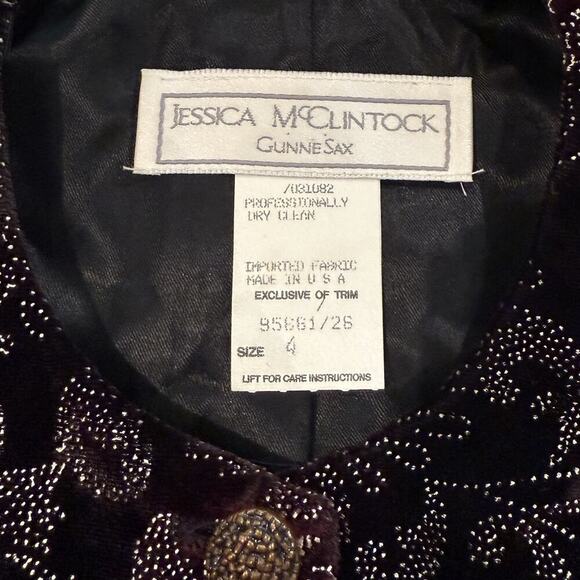 JESSICA McCLINTOCK
GUNNE SAX
/031082
PROFESSIONALLY
DRY CLEAN
IMPORTED FABRIC
MADE IN U S A
EXCLUSIVE OF TRIM
95661/26
SIZE 4
LIFT FOR CARE INSTRUCTIONS